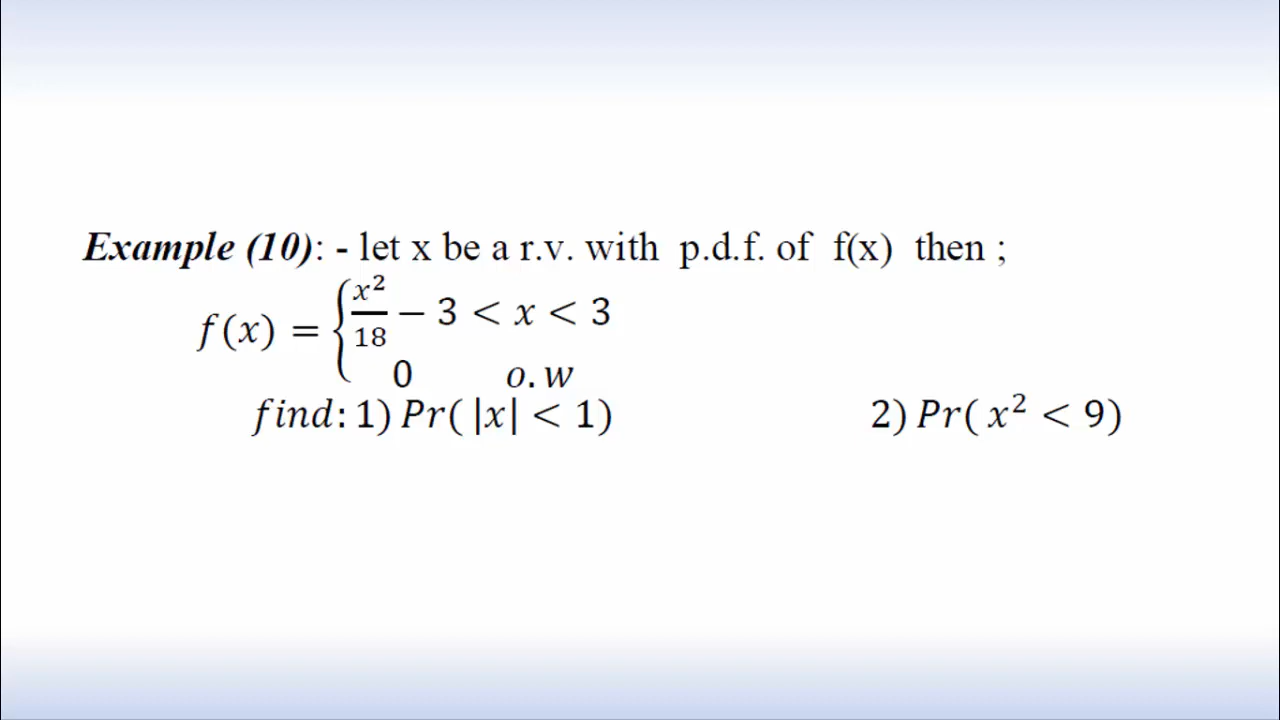 Example (10): - let x be a r.v. with p.d.f. of f(x) then ;
f(x) = {x²/18 − 3 < x < 3
0 o.w
find: 1) Pr( |x| < 1) 2) Pr( x² < 9)